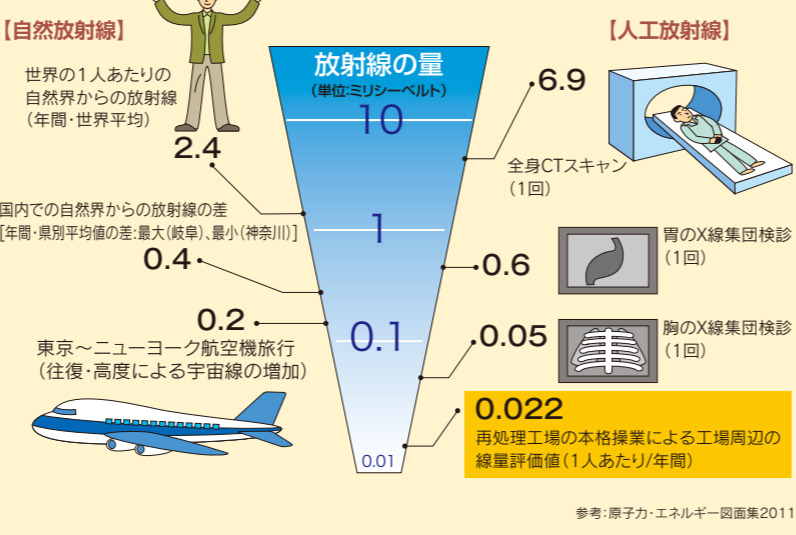 【自然放射線】
世界の1人あたりの
自然界からの放射線
（年間・世界平均）
2.4
国内での自然界からの放射線の差
［年間・県別平均値の差:最大(岐阜)、最小(神奈川)］
0.4
0.2
東京～ニューヨーク航空機旅行
（往復・高度による宇宙線の増加）
放射線の量
（単位:ミリシーベルト）
10
1
0.1
0.01
【人工放射線】
6.9
全身CTスキャン
（1回）
0.6
胃のX線集団検診
（1回）
0.05
胸のX線集団検診
（1回）
0.022
再処理工場の本格操業による工場周辺の
線量評価値（1人あたり/年間）
参考:原子力・エネルギー図面集2011